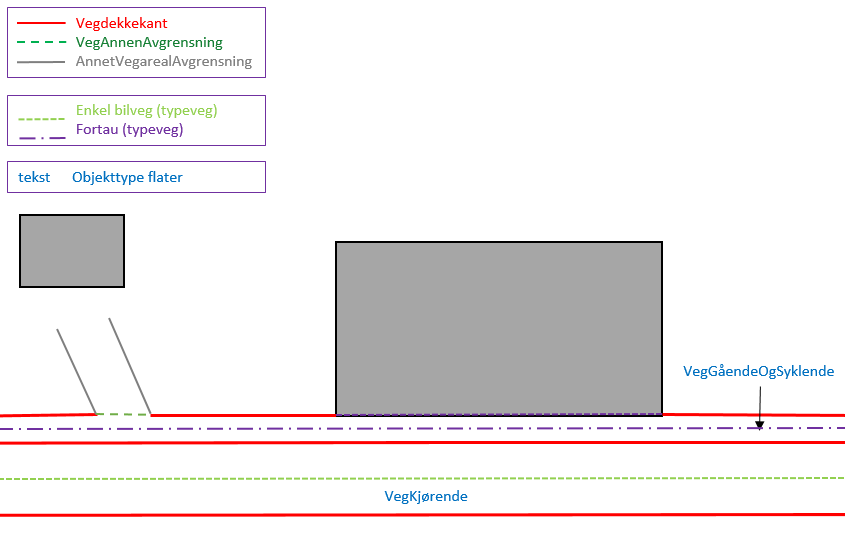 Vegdekkekant
VegAnnenAvgrensning
AnnetVegarealAvgrensning
Enkel bilveg (typeveg)
Fortau (typeveg)
tekst Objekttype flater
VegGåendeOgSyklende
VegKjørende